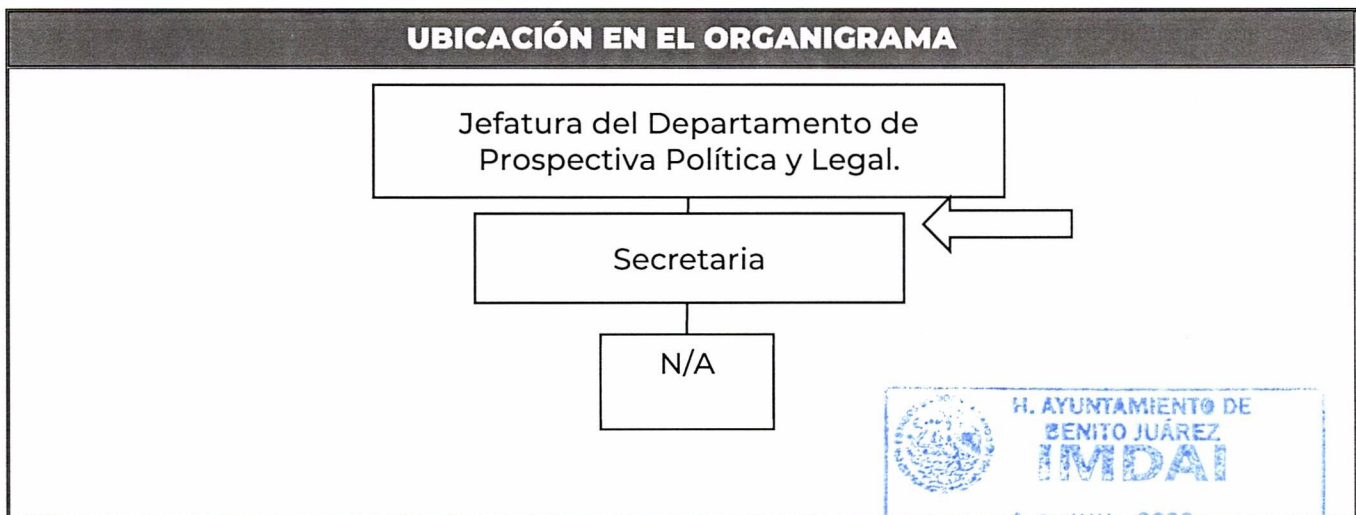 UBICACIÓN EN EL ORGANIGRAMA
Jefatura del Departamento de
Prospectiva Política y Legal.
Secretaria
N/A
H. AYUNTAMIENTO DE
BENITO JUÁREZ
IMDAI